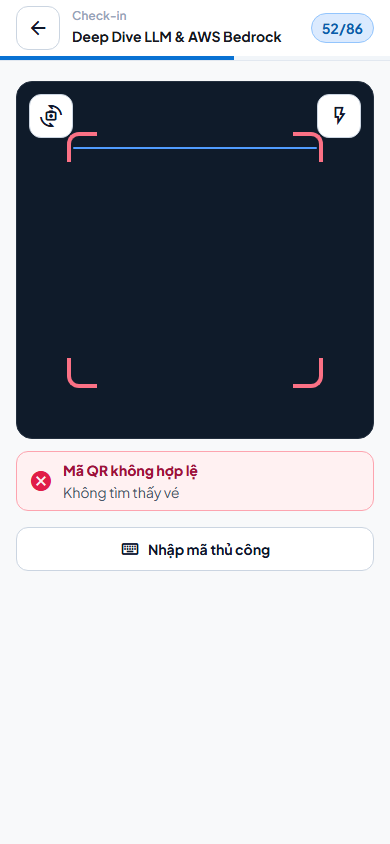 Check-in
Deep Dive LLM & AWS Bedrock
52/86
Mã QR không hợp lệ
Không tìm thấy vé
Nhập mã thủ công